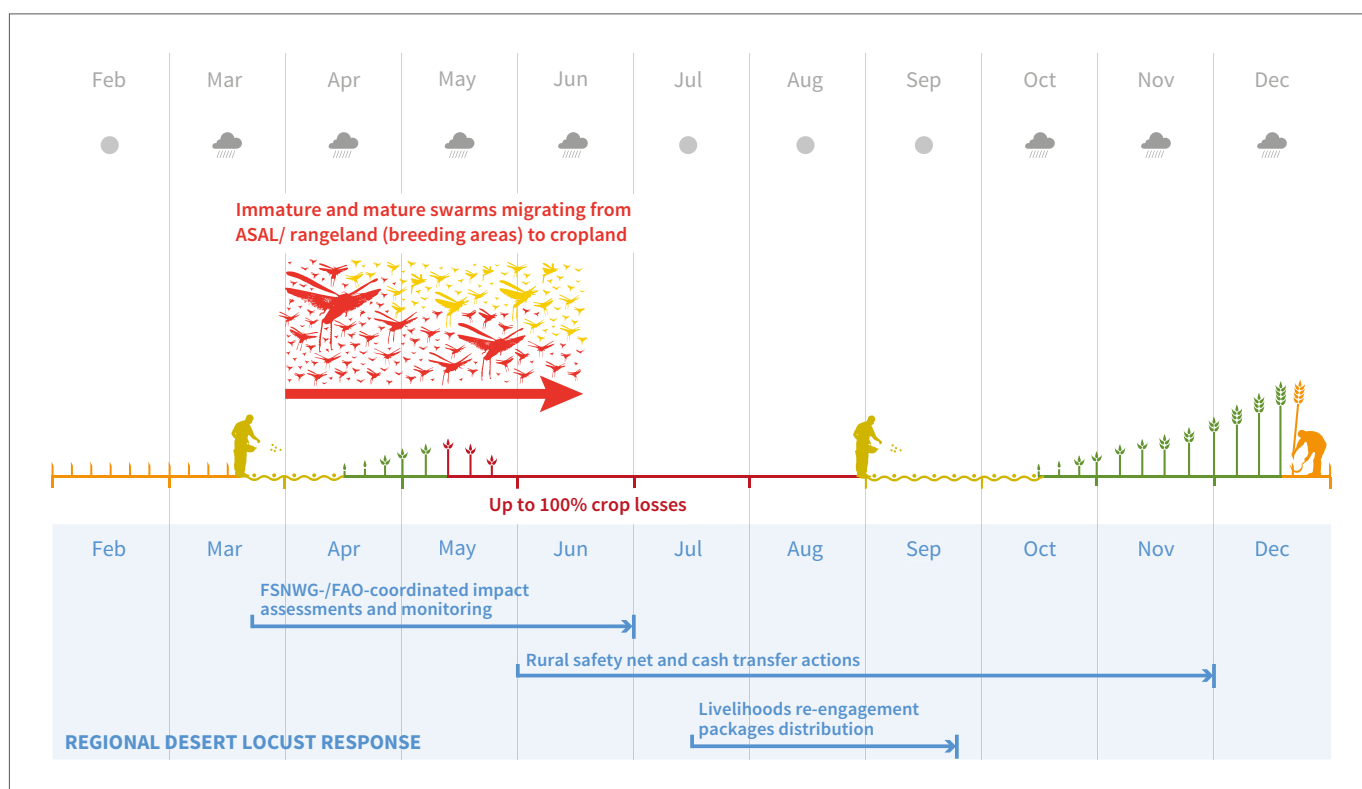 Feb Mar Apr May Jun Jul Aug Sep Oct Nov Dec
Immature and mature swarms migrating from
ASAL/ rangeland (breeding areas) to cropland
Up to 100% crop losses
Feb Mar Apr May Jun Jul Aug Sep Oct Nov Dec
FSNWG-/FAO-coordinated impact
assessments and monitoring
Rural safety net and cash transfer actions
Livelihoods re-engagement
packages distribution
REGIONAL DESERT LOCUST RESPONSE